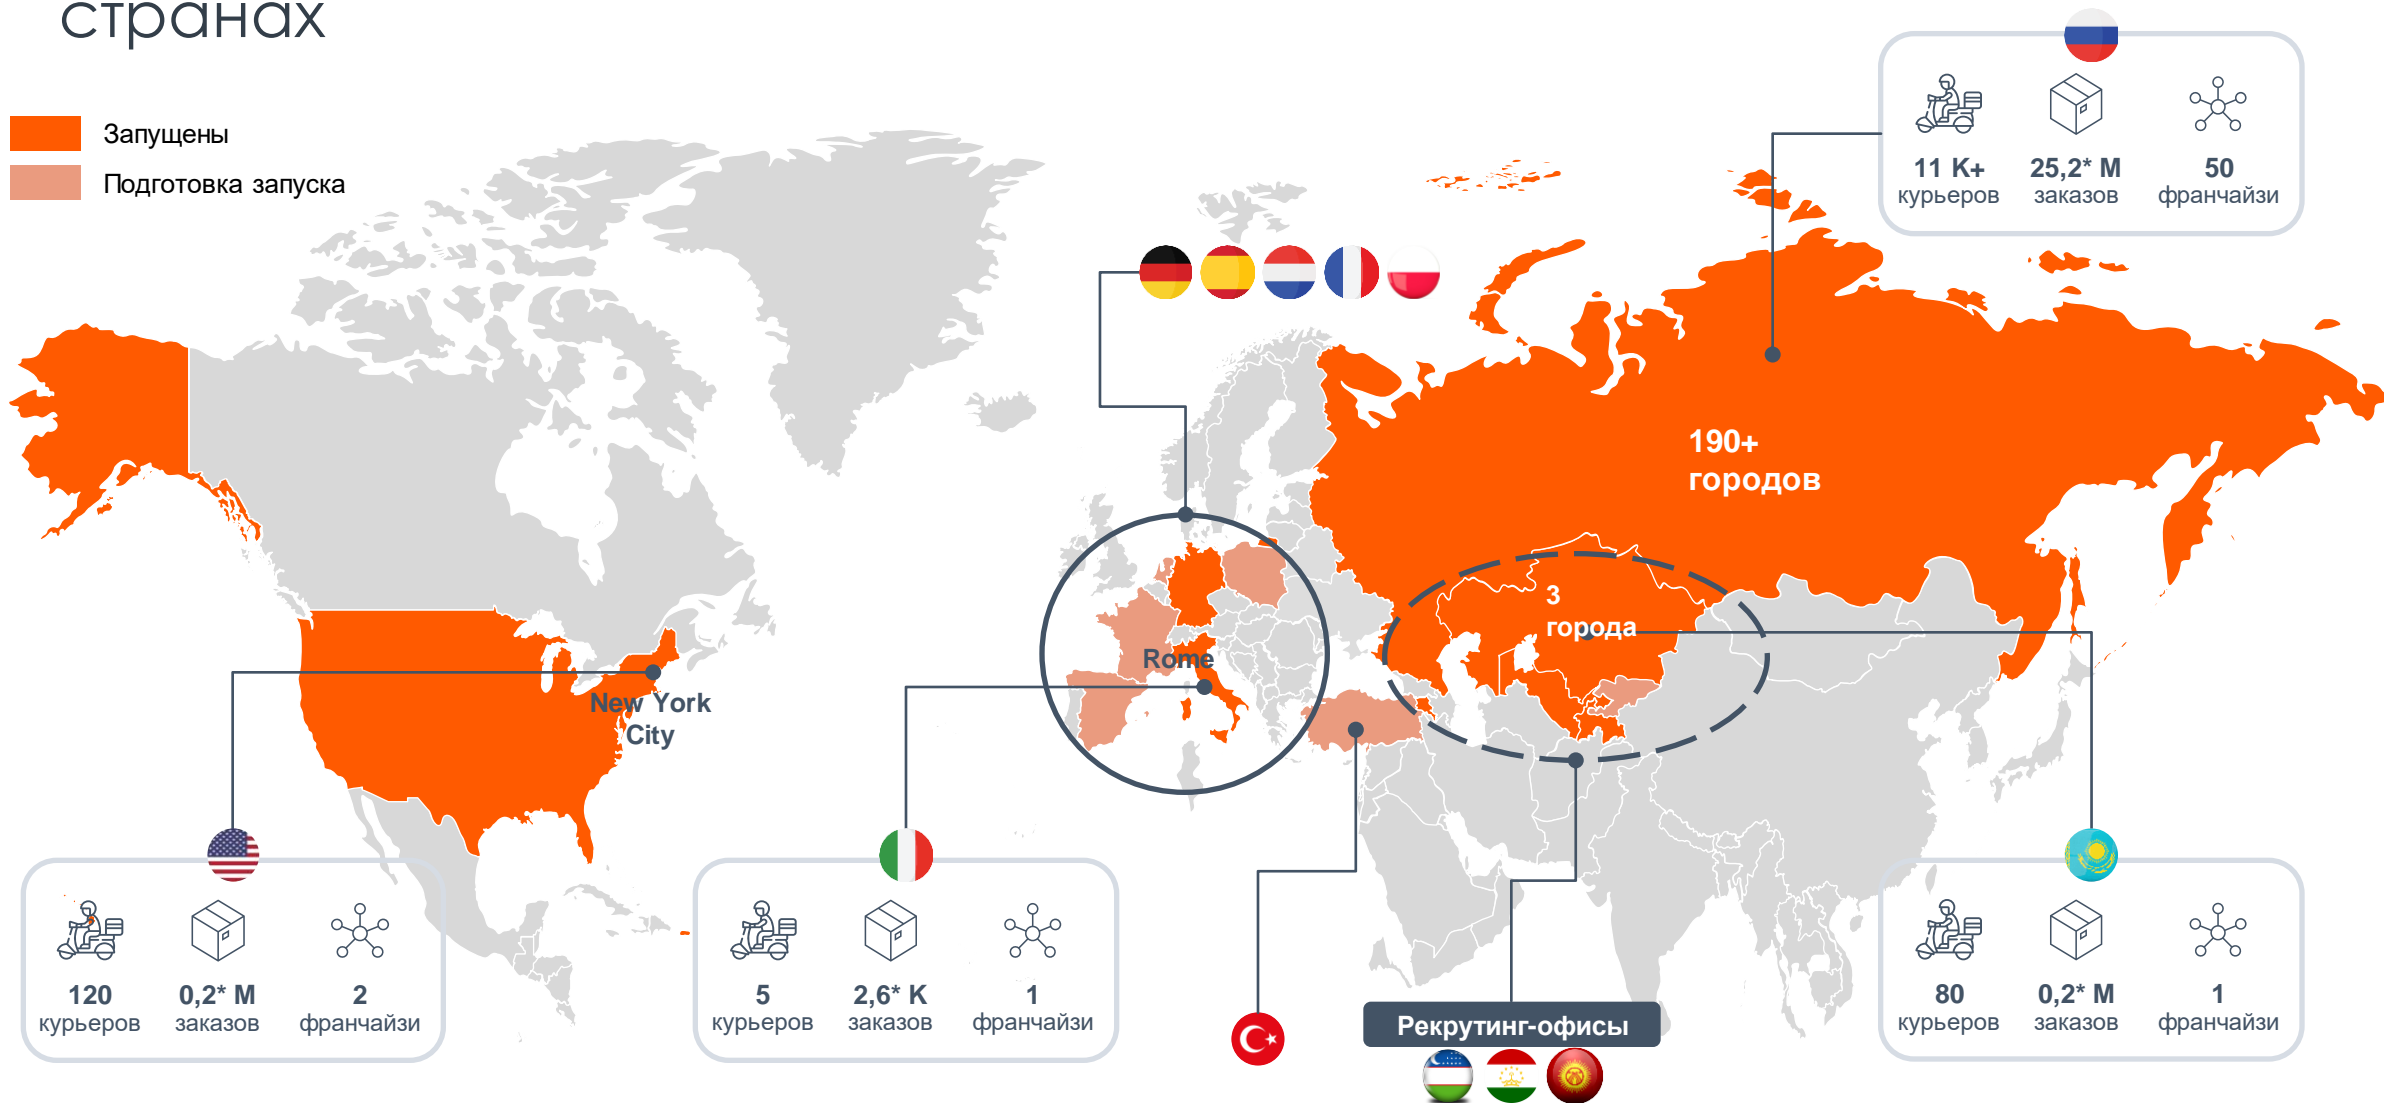 странах
Запущены
Подготовка запуска
11 K+
курьеров
25,2* M
заказов
50
франчайзи
190+
городов
3
города
Rome
New York
City
120
курьеров
0,2* M
заказов
2
франчайзи
5
курьеров
2,6* K
заказов
1
франчайзи
Рекрутинг-офисы
80
курьеров
0,2* M
заказов
1
франчайзи